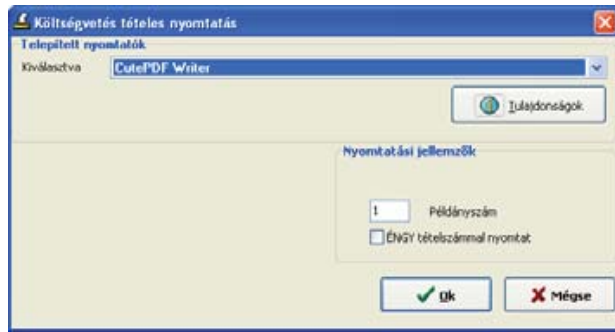 Költségvetés tételes nyomtatás
Telepített nyomtatók
Kiválasztva CutePDF Writer
Tulajdonságok
Nyomtatási jellemzők
1 Példányszám
ÉNGY tételszámmal nyomtat
Ok Mégse